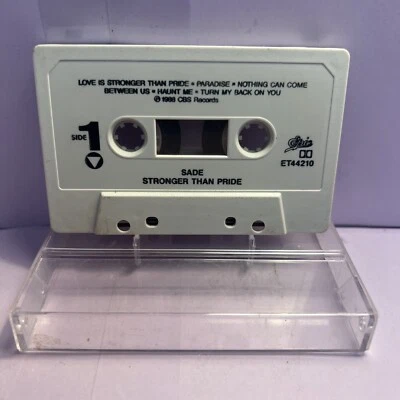 LOVE IS STRONGER THAN PRIDE • PARADISE • NOTHING CAN COME
BETWEEN US • HAUNT ME • TURN MY BACK ON YOU
℗ 1988 CBS Records
SIDE 1
Epic
ET44210
SADE
STRONGER THAN PRIDE